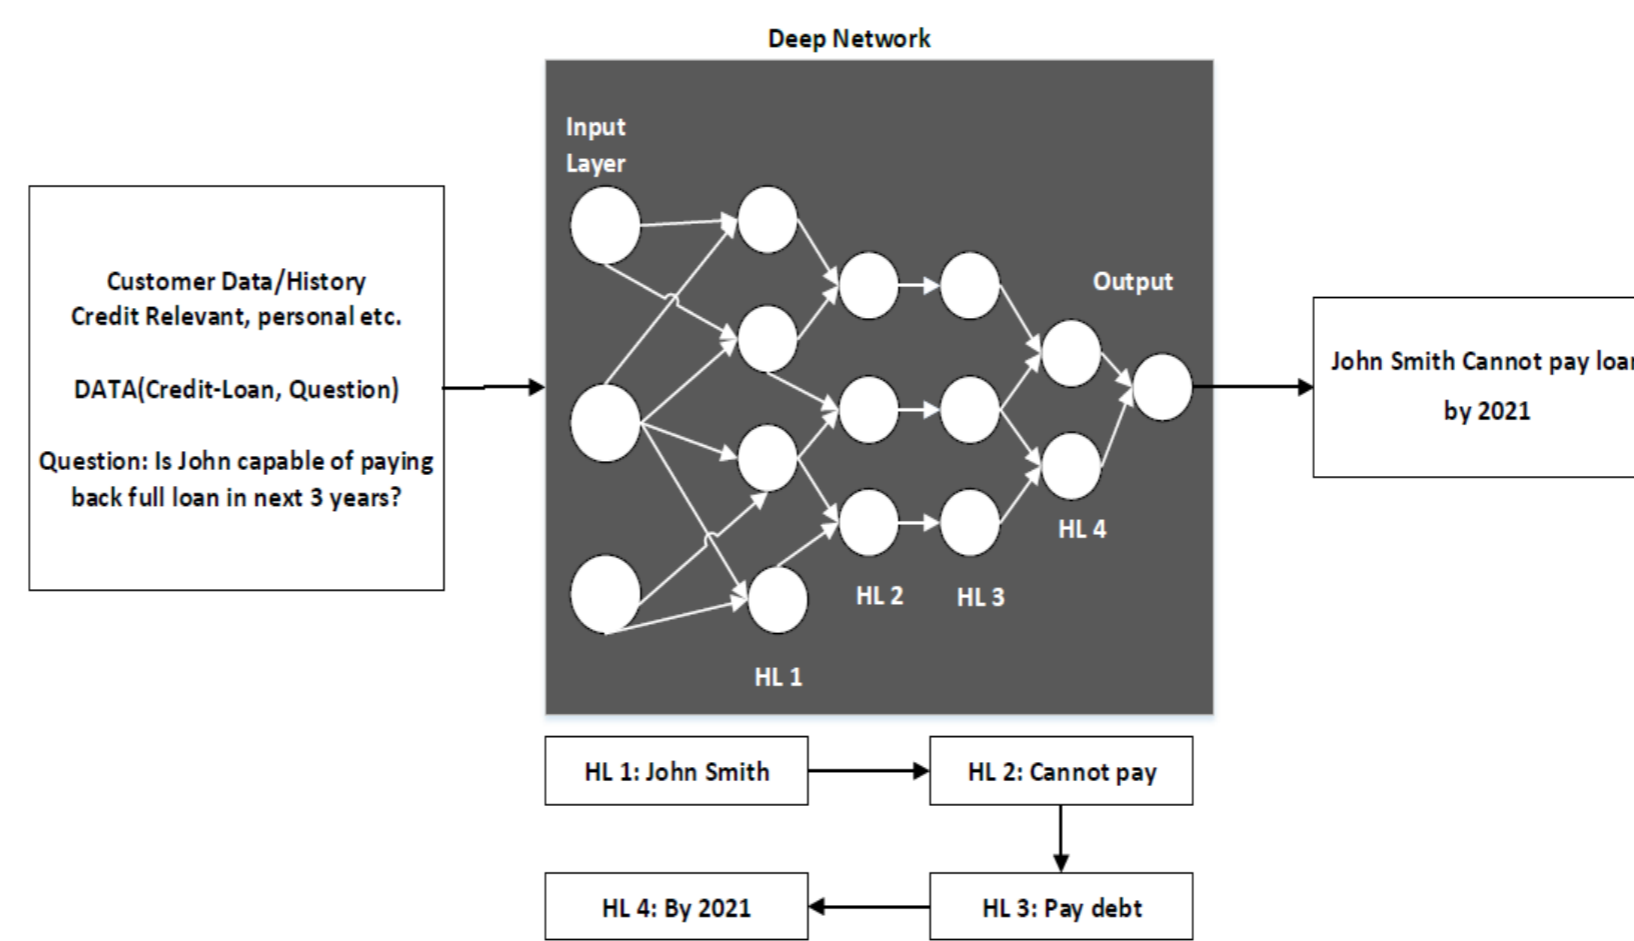 Deep Network
Input
Layer
Customer Data/History
Credit Relevant, personal etc.
DATA(Credit-Loan, Question)
Question: Is John capable of paying
back full loan in next 3 years?
Output
John Smith Cannot pay loan
by 2021
HL 4
HL 2
HL 3
HL 1
HL 1: John Smith
HL 2: Cannot pay
HL 4: By 2021
HL 3: Pay debt